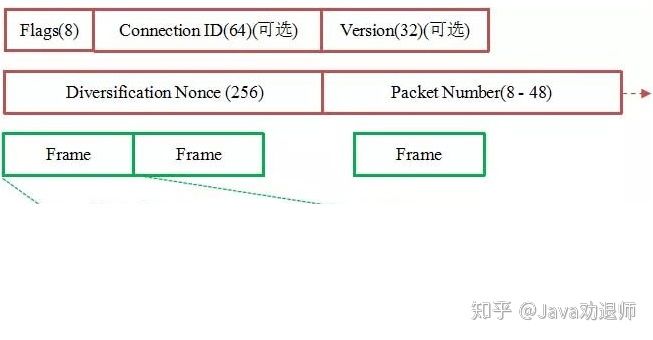 Flags(8) Connection ID(64)(可选) Version(32)(可选)
Diversification Nonce (256) Packet Number(8 - 48)
Frame Frame Frame
知乎 @Java劝退师